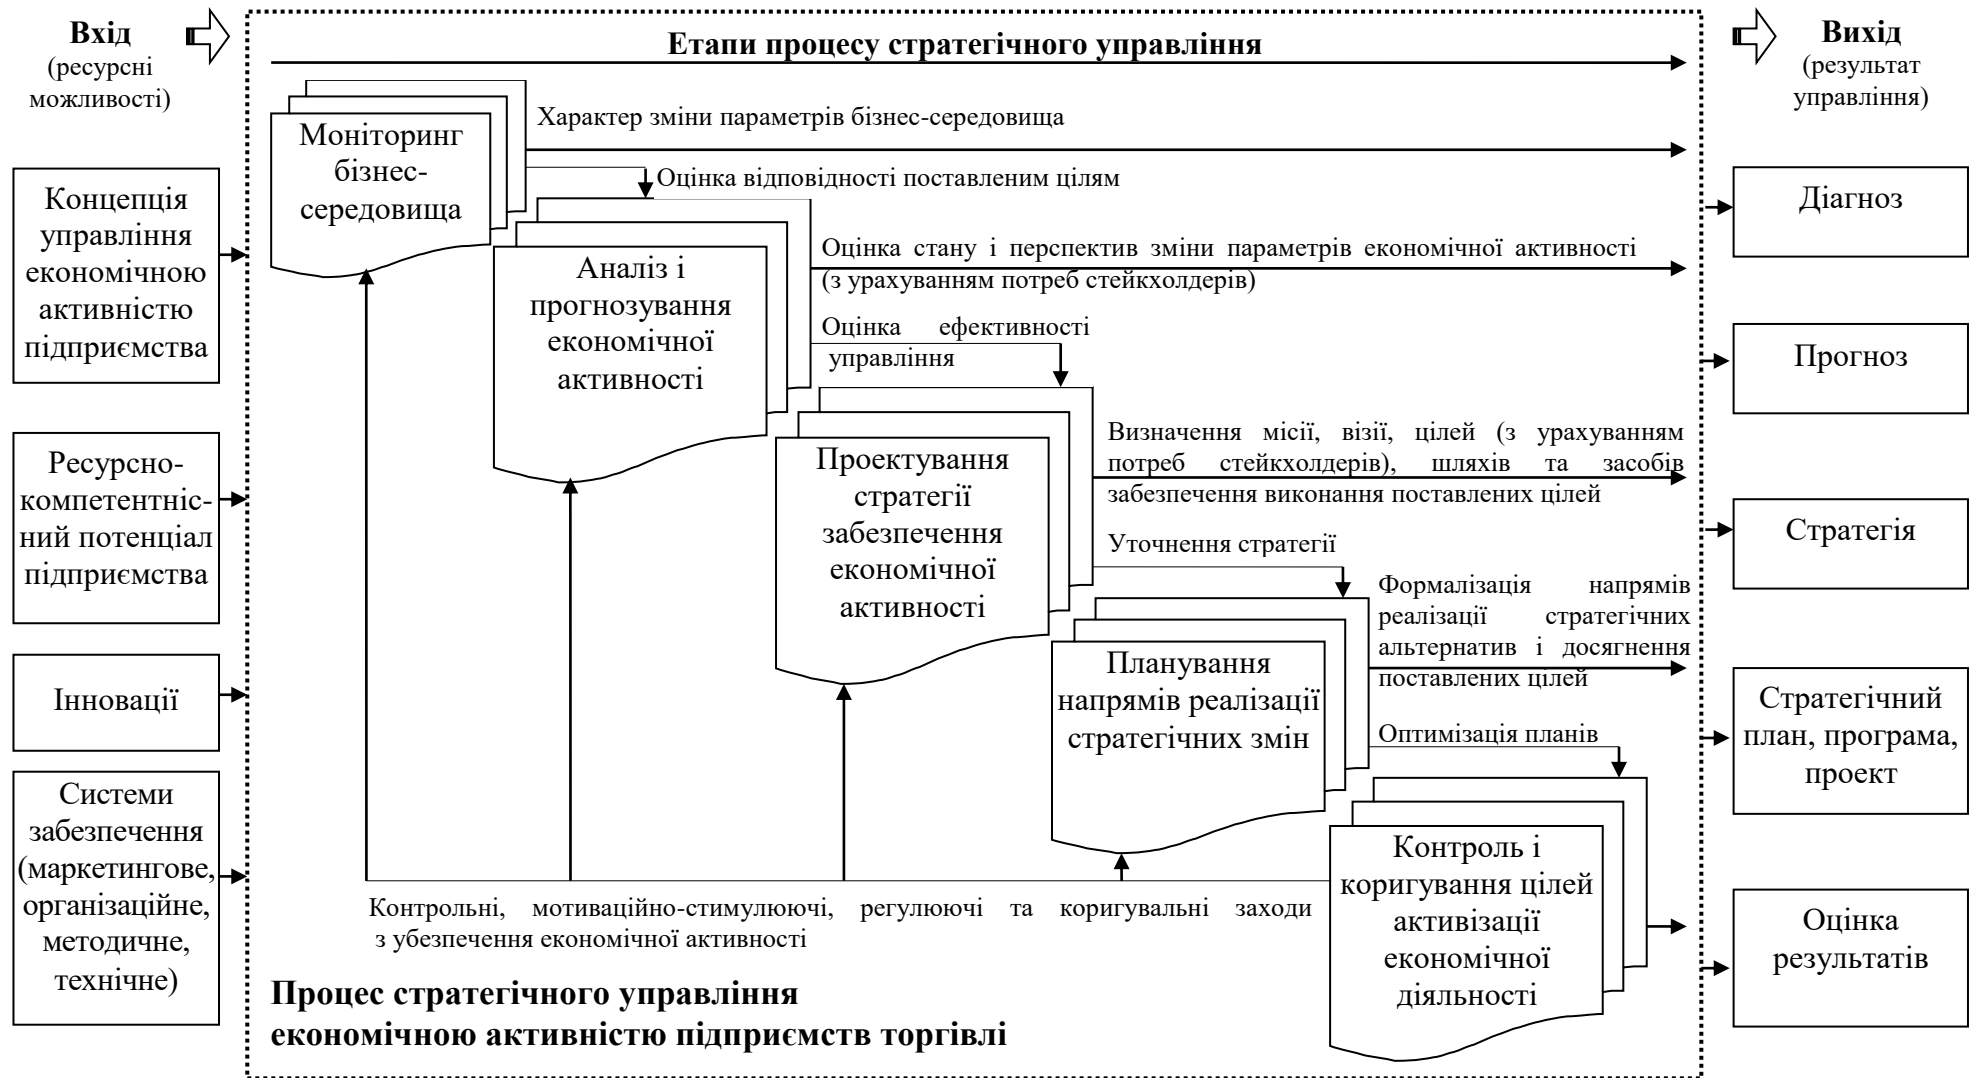 Вхід
(ресурсні
можливості)
Етапи процесу стратегічного управління
Вихід
(результат
управління)
Концепція
управління
економічною
активністю
підприємства
Ресурсно-
компетентніс-
ний потенціал
підприємства
Інновації
Системи
забезпечення
(маркетингове,
організаційне,
методичне,
технічне)
Моніторинг
бізнес-
середовища
Характер зміни параметрів бізнес-середовища
Оцінка відповідності поставленим цілям
Аналіз і
прогнозування
економічної
активності
Оцінка стану і перспектив зміни параметрів економічної активності
(з урахуванням потреб стейкхолдерів)
Оцінка ефективності
управління
Проектування
стратегії
забезпечення
економічної
активності
Визначення місії, візії, цілей (з урахуванням
потреб стейкхолдерів), шляхів та засобів
забезпечення виконання поставлених цілей
Уточнення стратегії
Планування
напрямів реалізації
стратегічних змін
Формалізація напрямів
реалізації стратегічних
альтернатив і досягнення
поставлених цілей
Оптимізація планів
Контроль і
коригування цілей
активізації
економічної
діяльності
Контрольні, мотиваційно-стимулюючі, регулюючі та коригувальні заходи
з убезпечення економічної активності
Процес стратегічного управління
економічною активністю підприємств торгівлі
Діагноз
Прогноз
Стратегія
Стратегічний
план, програма,
проект
Оцінка
результатів